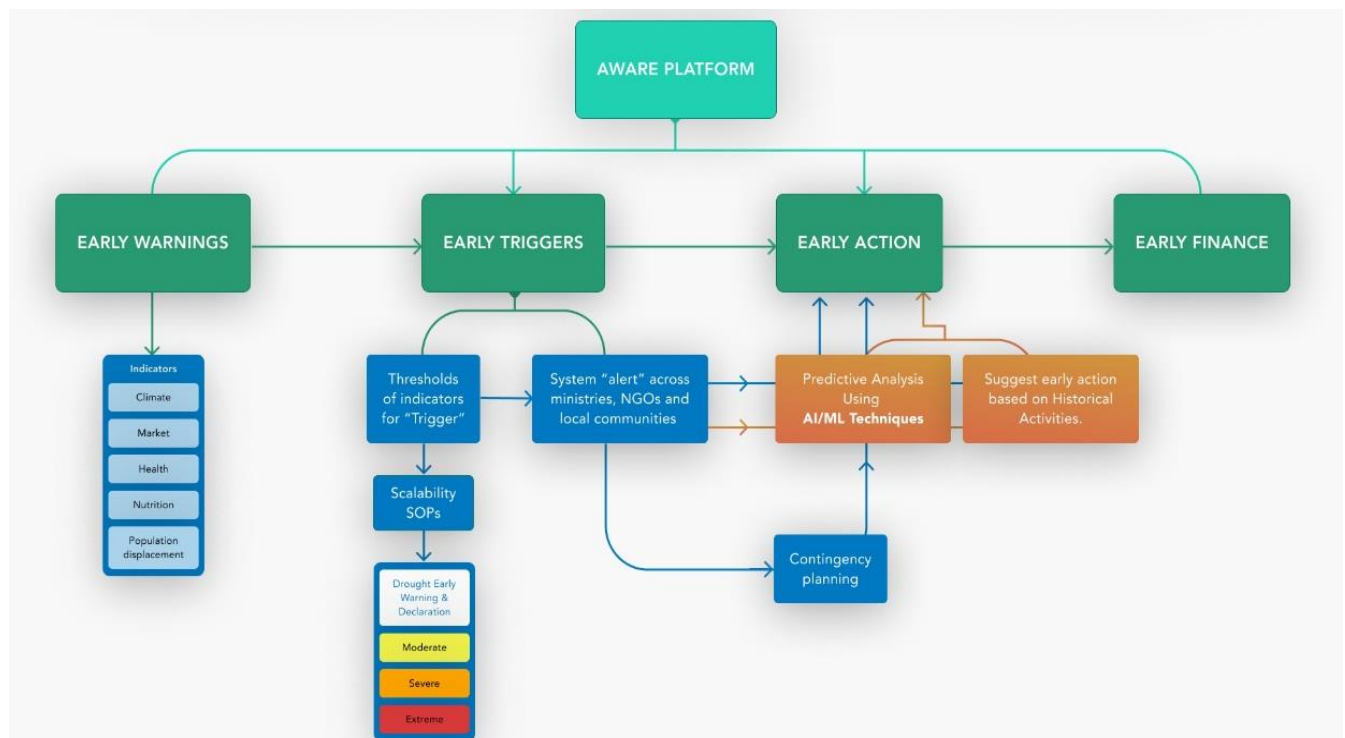 AWARE PLATFORM
EARLY WARNINGS
EARLY TRIGGERS
EARLY ACTION
EARLY FINANCE
Indicators
Climate
Market
Health
Nutrition
Population
displacement
Thresholds
of indicators
for “Trigger”
System “alert” across
ministries, NGOs and
local communities
Predictive Analysis
Using
AI/ML Techniques
Suggest early action
based on Historical
Activities.
Scalability
SOPs
Contingency
planning
Drought Early
Warning &
Declaration
Moderate
Severe
Extreme